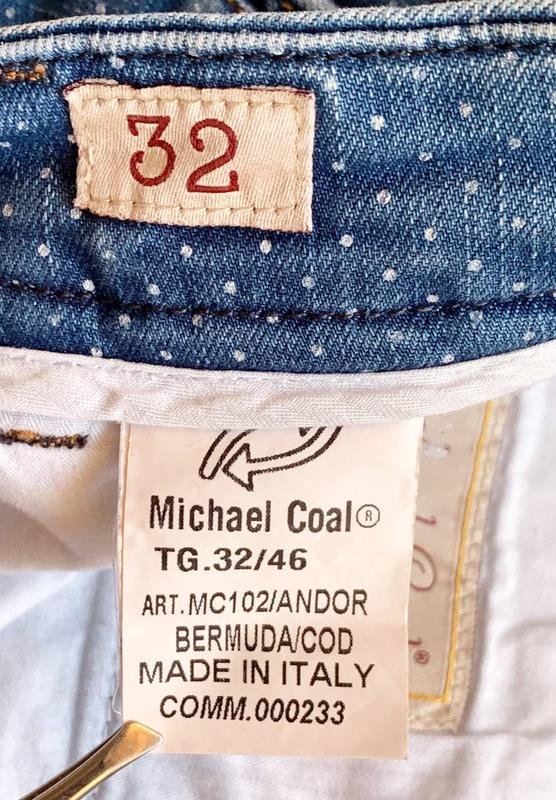 32
Michael Coal®
TG.32/46
ART.MC102/ANDOR
BERMUDA/COD
MADE IN ITALY
COMM.000233